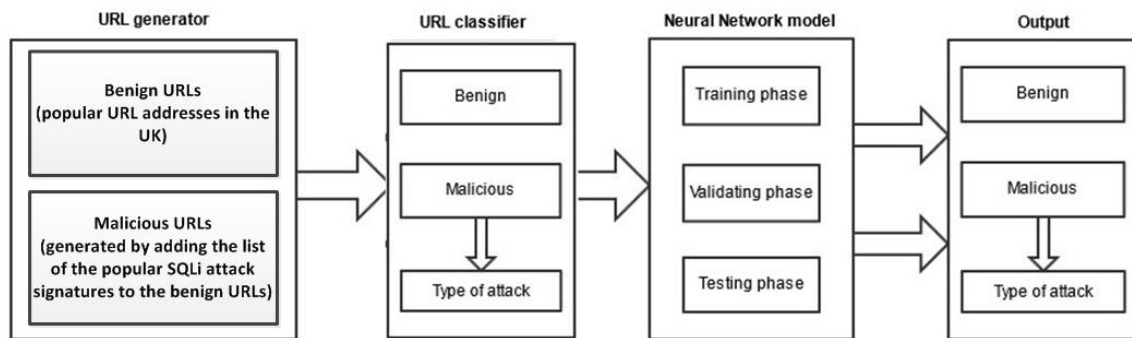 URL generator
Benign URLs
(popular URL addresses in the
UK)
Malicious URLs
(generated by adding the list
of the popular SQLi attack
signatures to the benign URLs)
URL classifier
Benign
Malicious
Type of attack
Neural Network model
Training phase
Validating phase
Testing phase
Output
Benign
Malicious
Type of attack